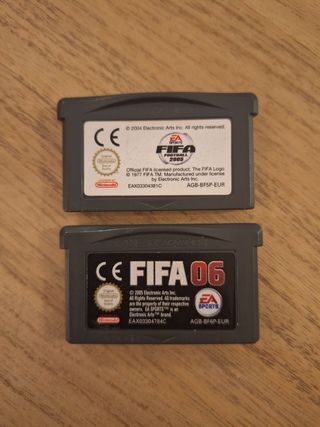 © 2004 Electronic Arts Inc. All rights reserved.
CE
EA
SPORTS
FIFA
FOOTBALL
2005
Official FIFA licensed product. The FIFA Logo
© 1977 FIFA TM. Manufactured under license
by Electronic Arts Inc.
Nintendo
EAX03304381C
AGB-BF5P-EUR
CE
FIFA 06
© 2005 Electronic Arts Inc.
All Rights Reserved. All trademarks
are the property of their respective
owners. EA SPORTS™ is an
Electronic Arts™ brand.
EA
SPORTS
Nintendo
EAX03304784C
AGB-BF6P-EUR